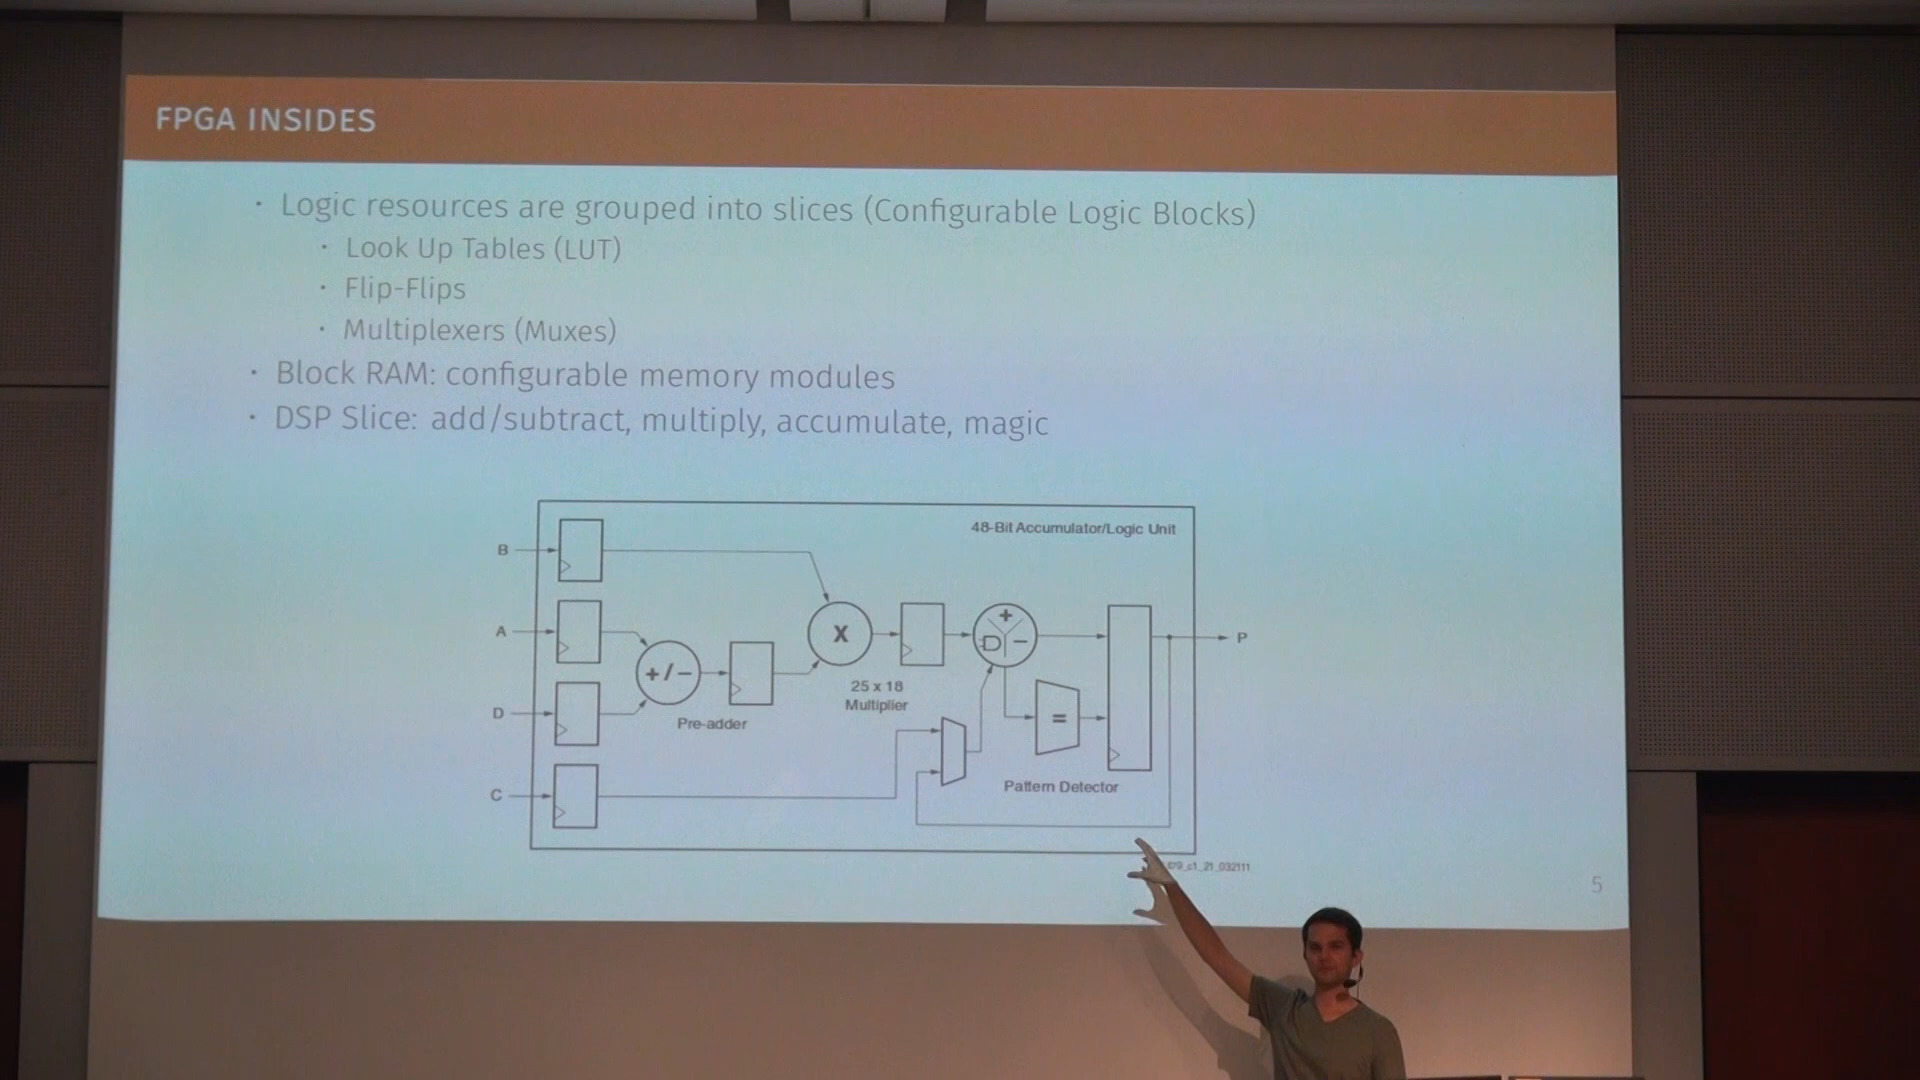 FPGA INSIDES
· Logic resources are grouped into slices (Configurable Logic Blocks)
· Look Up Tables (LUT)
· Flip-Flips
· Multiplexers (Muxes)
· Block RAM: configurable memory modules
· DSP Slice: add/subtract, multiply, accumulate, magic
48-Bit Accumulator/Logic Unit
B
A
D
C
+/−
Pre-adder
X
25 x 18
Multiplier
+
−
=
Pattern Detector
P
c1_21_032111
5